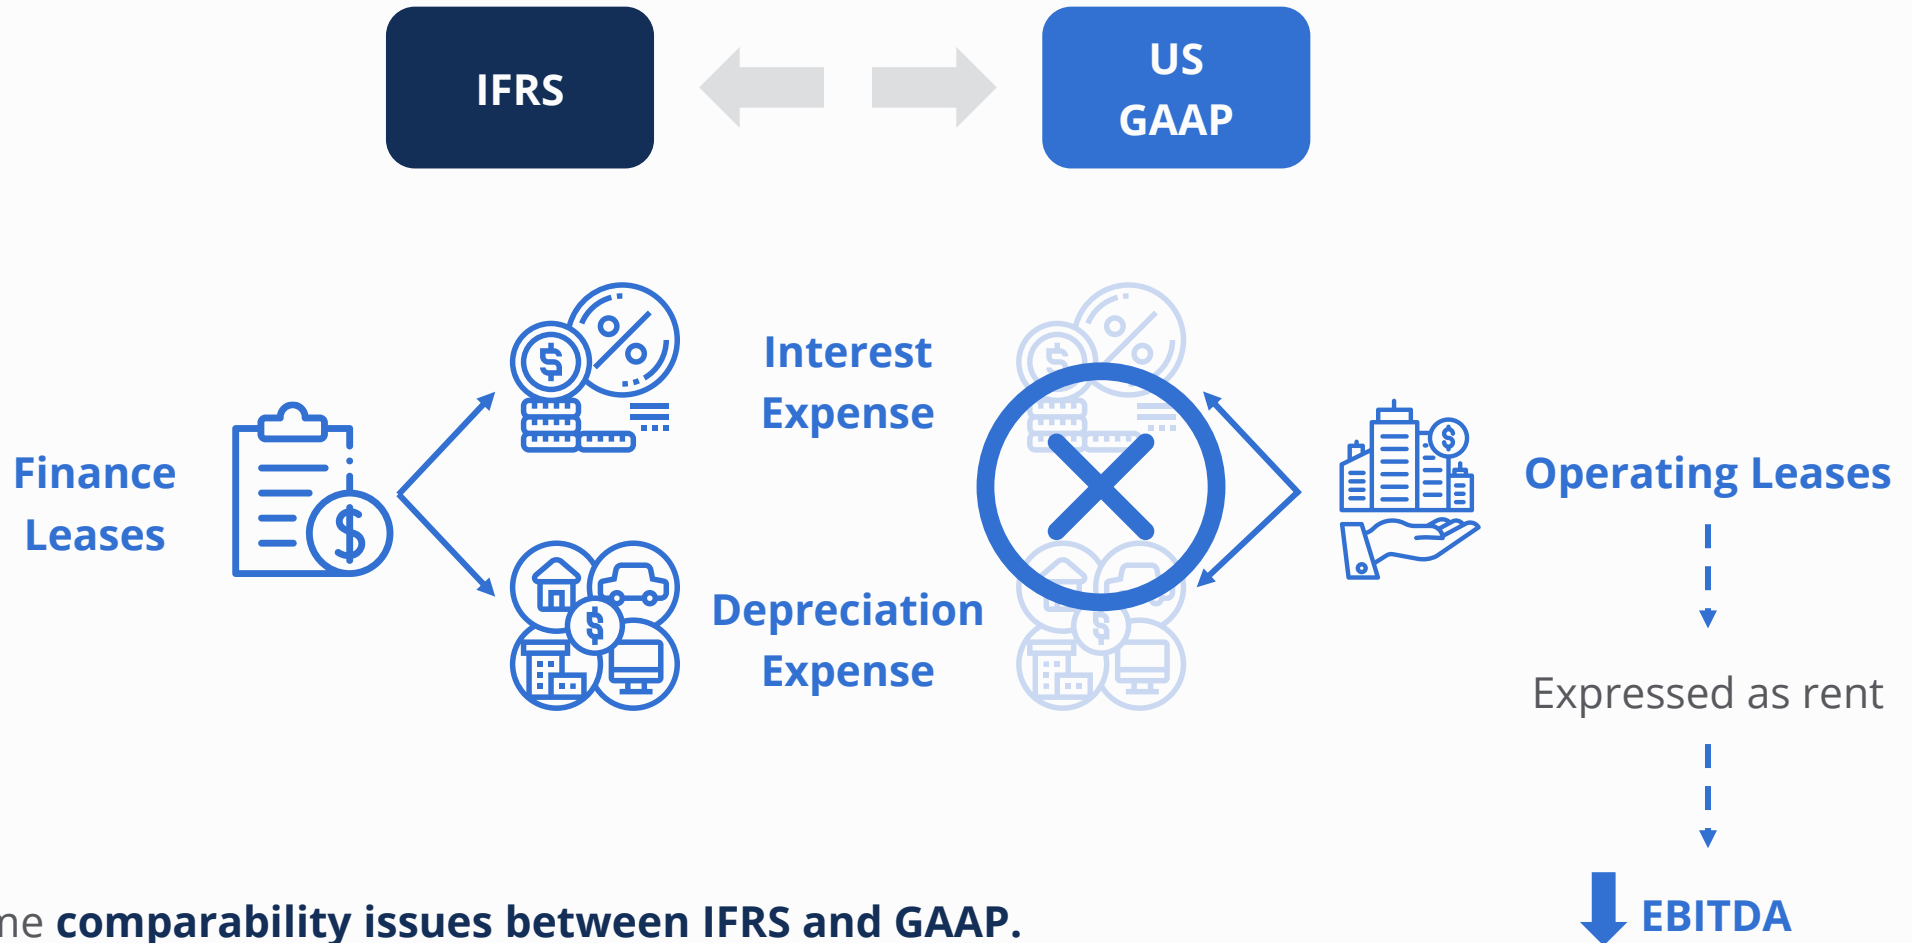 IFRS
US
GAAP
Interest
Expense
Finance
Leases
Operating Leases
Depreciation
Expense
Expressed as rent
comparability issues between IFRS and GAAP.
EBITDA